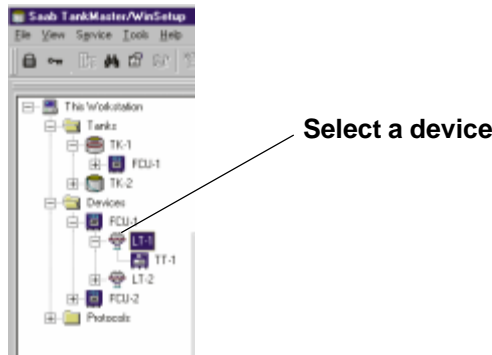 Saab TankMaster/WinSetup
File View Service Tools Help
This Workstation
Tanks
TK-1
FCU-1
TK-2
Devices
FCU-1
LT-1
TT-1
LT-2
FCU-2
Protocols
Select a device